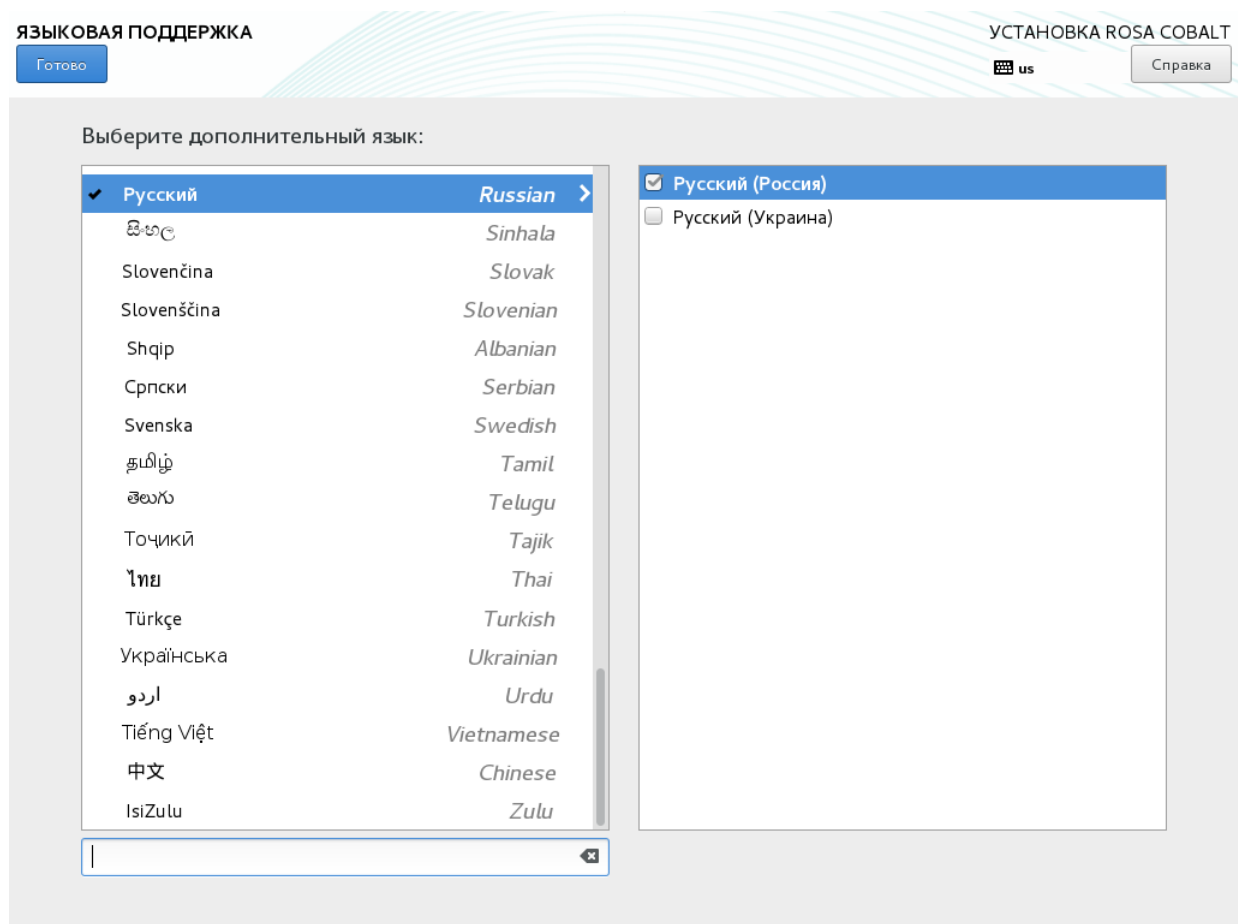 ЯЗЫКОВАЯ ПОДДЕРЖКА
УСТАНОВКА ROSA COBALT
Готово
us
Справка
Выберите дополнительный язык:
Русский Russian
සිංහල Sinhala
Slovenčina Slovak
Slovenščina Slovenian
Shqip Albanian
Српски Serbian
Svenska Swedish
தமிழ் Tamil
తెలుగు Telugu
Тоҷикӣ Tajik
ไทย Thai
Türkçe Turkish
Українська Ukrainian
اردو Urdu
Tiếng Việt Vietnamese
中文 Chinese
IsiZulu Zulu
Русский (Россия)
Русский (Украина)